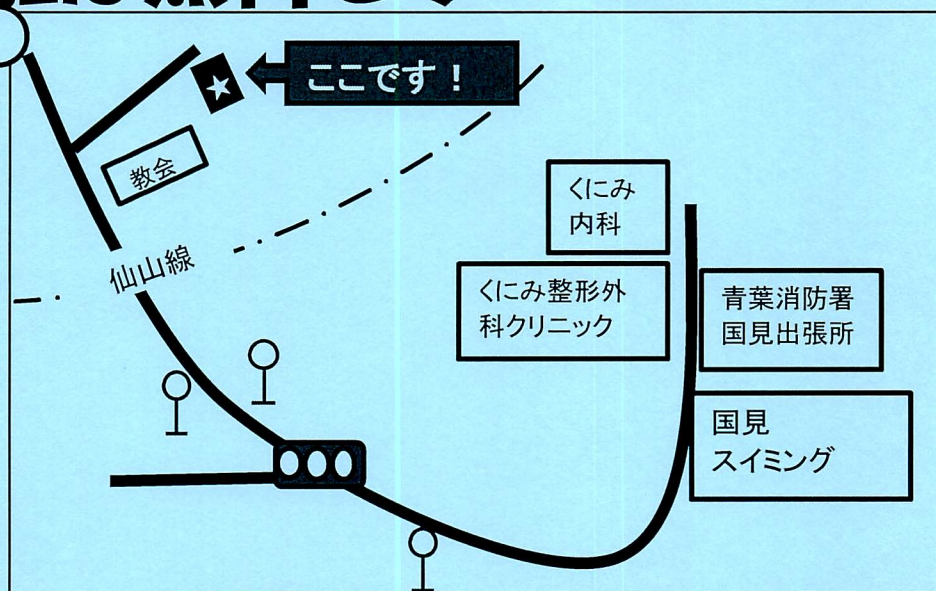 ここです！
教会
仙山線
くにみ
内科
くにみ整形外
科クリニック
青葉消防署
国見出張所
国見
スイミング